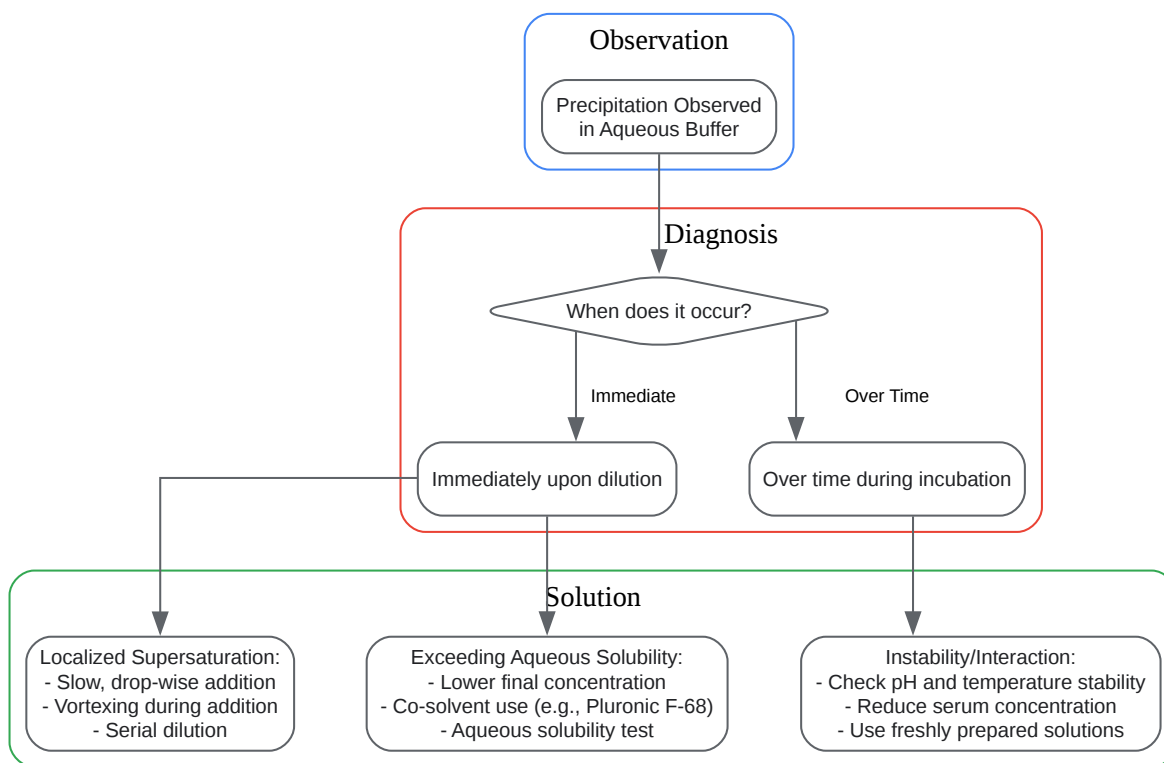 Observation
Precipitation Observed
in Aqueous Buffer
Diagnosis
When does it occur?
Immediate
Over Time
Immediately upon dilution
Over time during incubation
Solution
Localized Supersaturation:
- Slow, drop-wise addition
- Vortexing during addition
- Serial dilution
Exceeding Aqueous Solubility:
- Lower final concentration
- Co-solvent use (e.g., Pluronic F-68)
- Aqueous solubility test
Instability/Interaction:
- Check pH and temperature stability
- Reduce serum concentration
- Use freshly prepared solutions